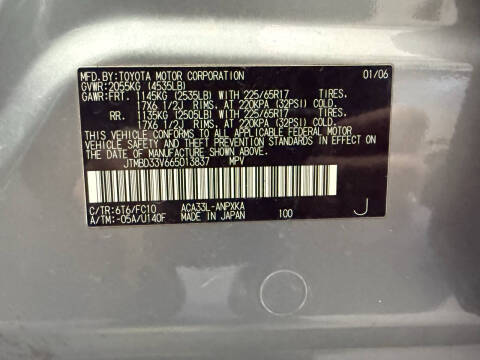 MFD.BY:TOYOTA MOTOR CORPORATION 01/06
GVWR:2055KG (4535LB)
GAWR:FRT. 1145KG (2535LB) WITH 225/65R17 TIRES.
17X6 1/2J RIMS. AT 220KPA (32PSI) COLD.
RR. 1135KG (2505LB) WITH 225/65R17 TIRES.
17X6 1/2J RIMS. AT 220KPA (32PSI) COLD.
THIS VEHICLE CONFORMS TO ALL APPLICABLE FEDERAL MOTOR
VEHICLE SAFETY AND THEFT PREVENTION STANDARDS IN EFFECT
ON THE DATE OF MANUFACTURE SHOWN ABOVE.
JTMBD33V665013837 MPV
C/TR:6T6/FC10 ACA33L-ANPXKA
A/TM:-05A/U140F MADE IN JAPAN 100 J